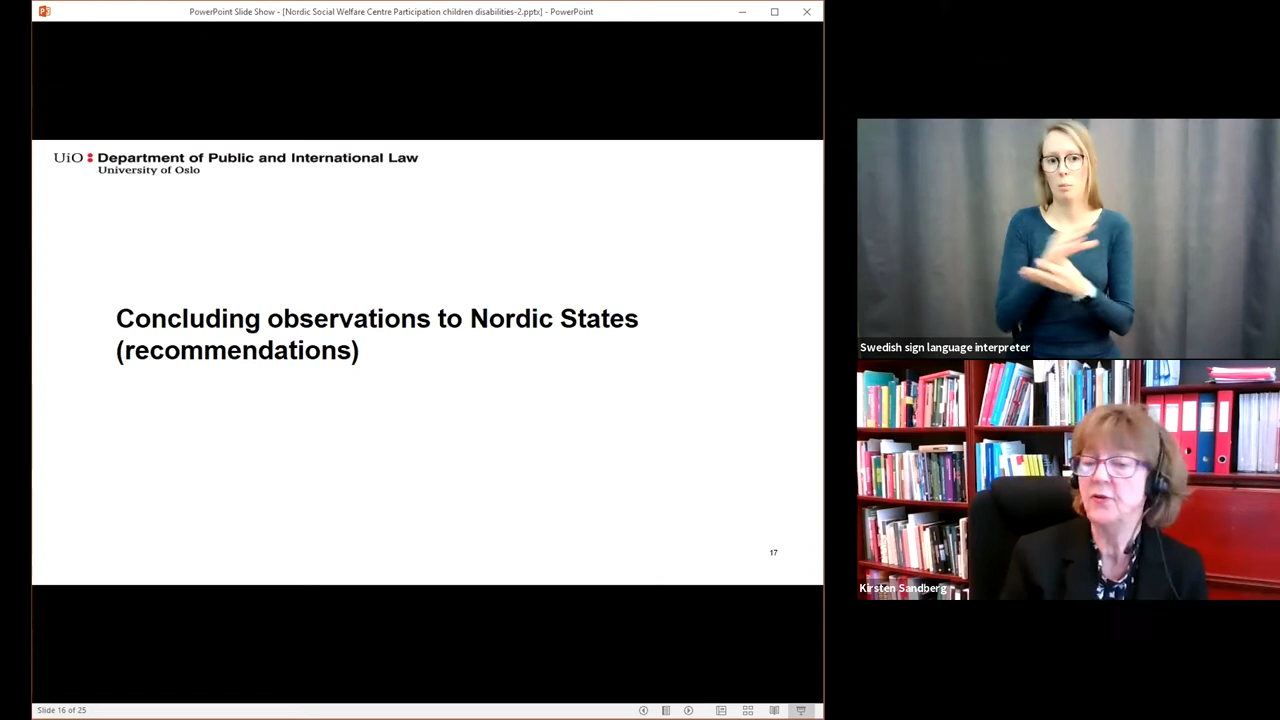 PowerPoint Slide Show - [Nordic Social Welfare Centre Participation children disabilities-2.pptx] - PowerPoint
UiO : Department of Public and International Law
University of Oslo
Concluding observations to Nordic States
(recommendations)
17
Slide 16 of 25
Swedish sign language interpreter
Kirsten Sandberg